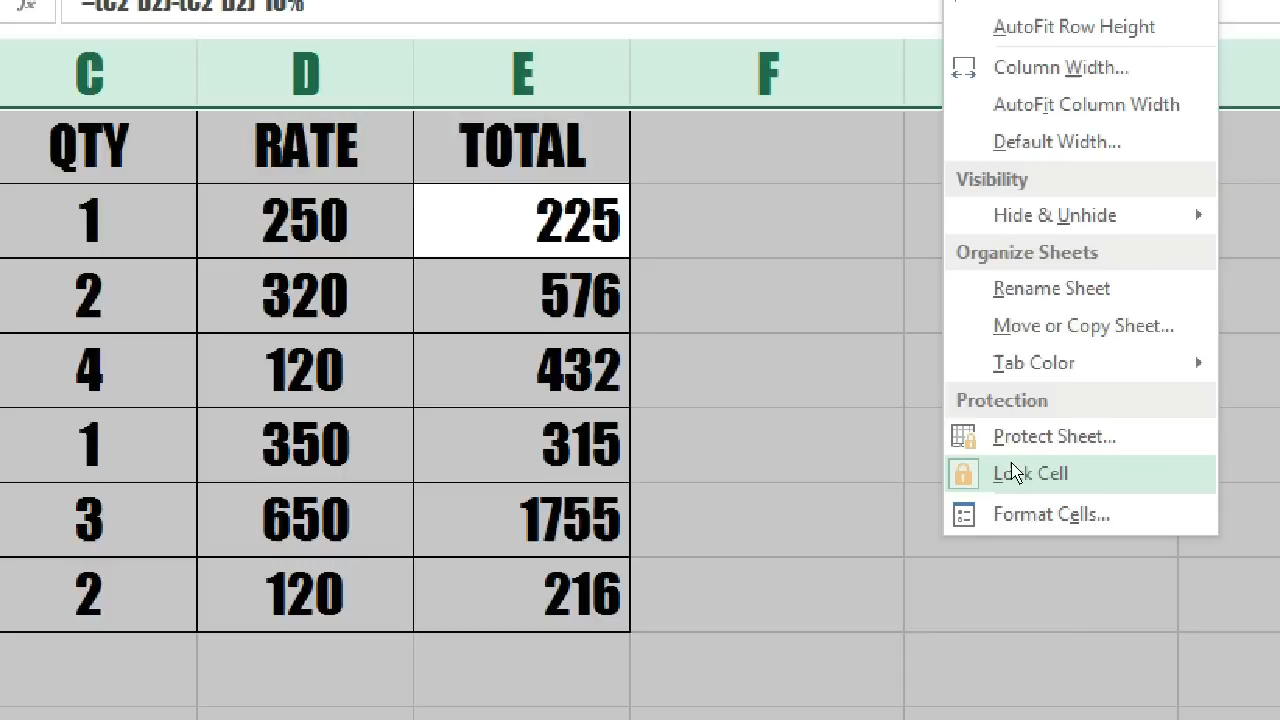 AutoFit Row Height
C D E F
Column Width...
QTY RATE TOTAL
AutoFit Column Width
Default Width...
Visibility
1 250 225
Hide & Unhide
Organize Sheets
2 320 576
Rename Sheet
Move or Copy Sheet...
4 120 432
Tab Color
Protection
1 350 315
Protect Sheet...
Lock Cell
3 650 1755
Format Cells...
2 120 216